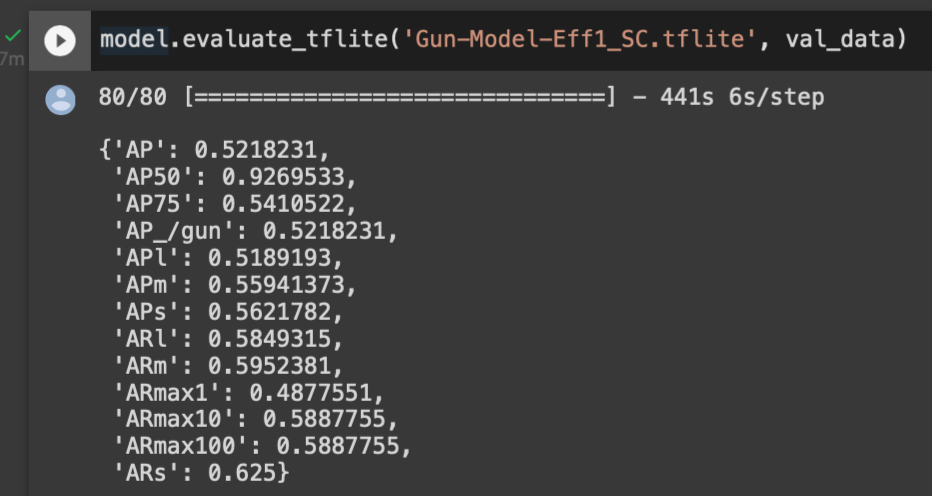 7m
model.evaluate_tflite('Gun-Model-Eff1_SC.tflite', val_data)
80/80 [==============================] - 441s 6s/step
{'AP': 0.5218231,
 'AP50': 0.9269533,
 'AP75': 0.5410522,
 'AP_/gun': 0.5218231,
 'APl': 0.5189193,
 'APm': 0.55941373,
 'APs': 0.5621782,
 'ARl': 0.5849315,
 'ARm': 0.5952381,
 'ARmax1': 0.4877551,
 'ARmax10': 0.5887755,
 'ARmax100': 0.5887755,
 'ARs': 0.625}